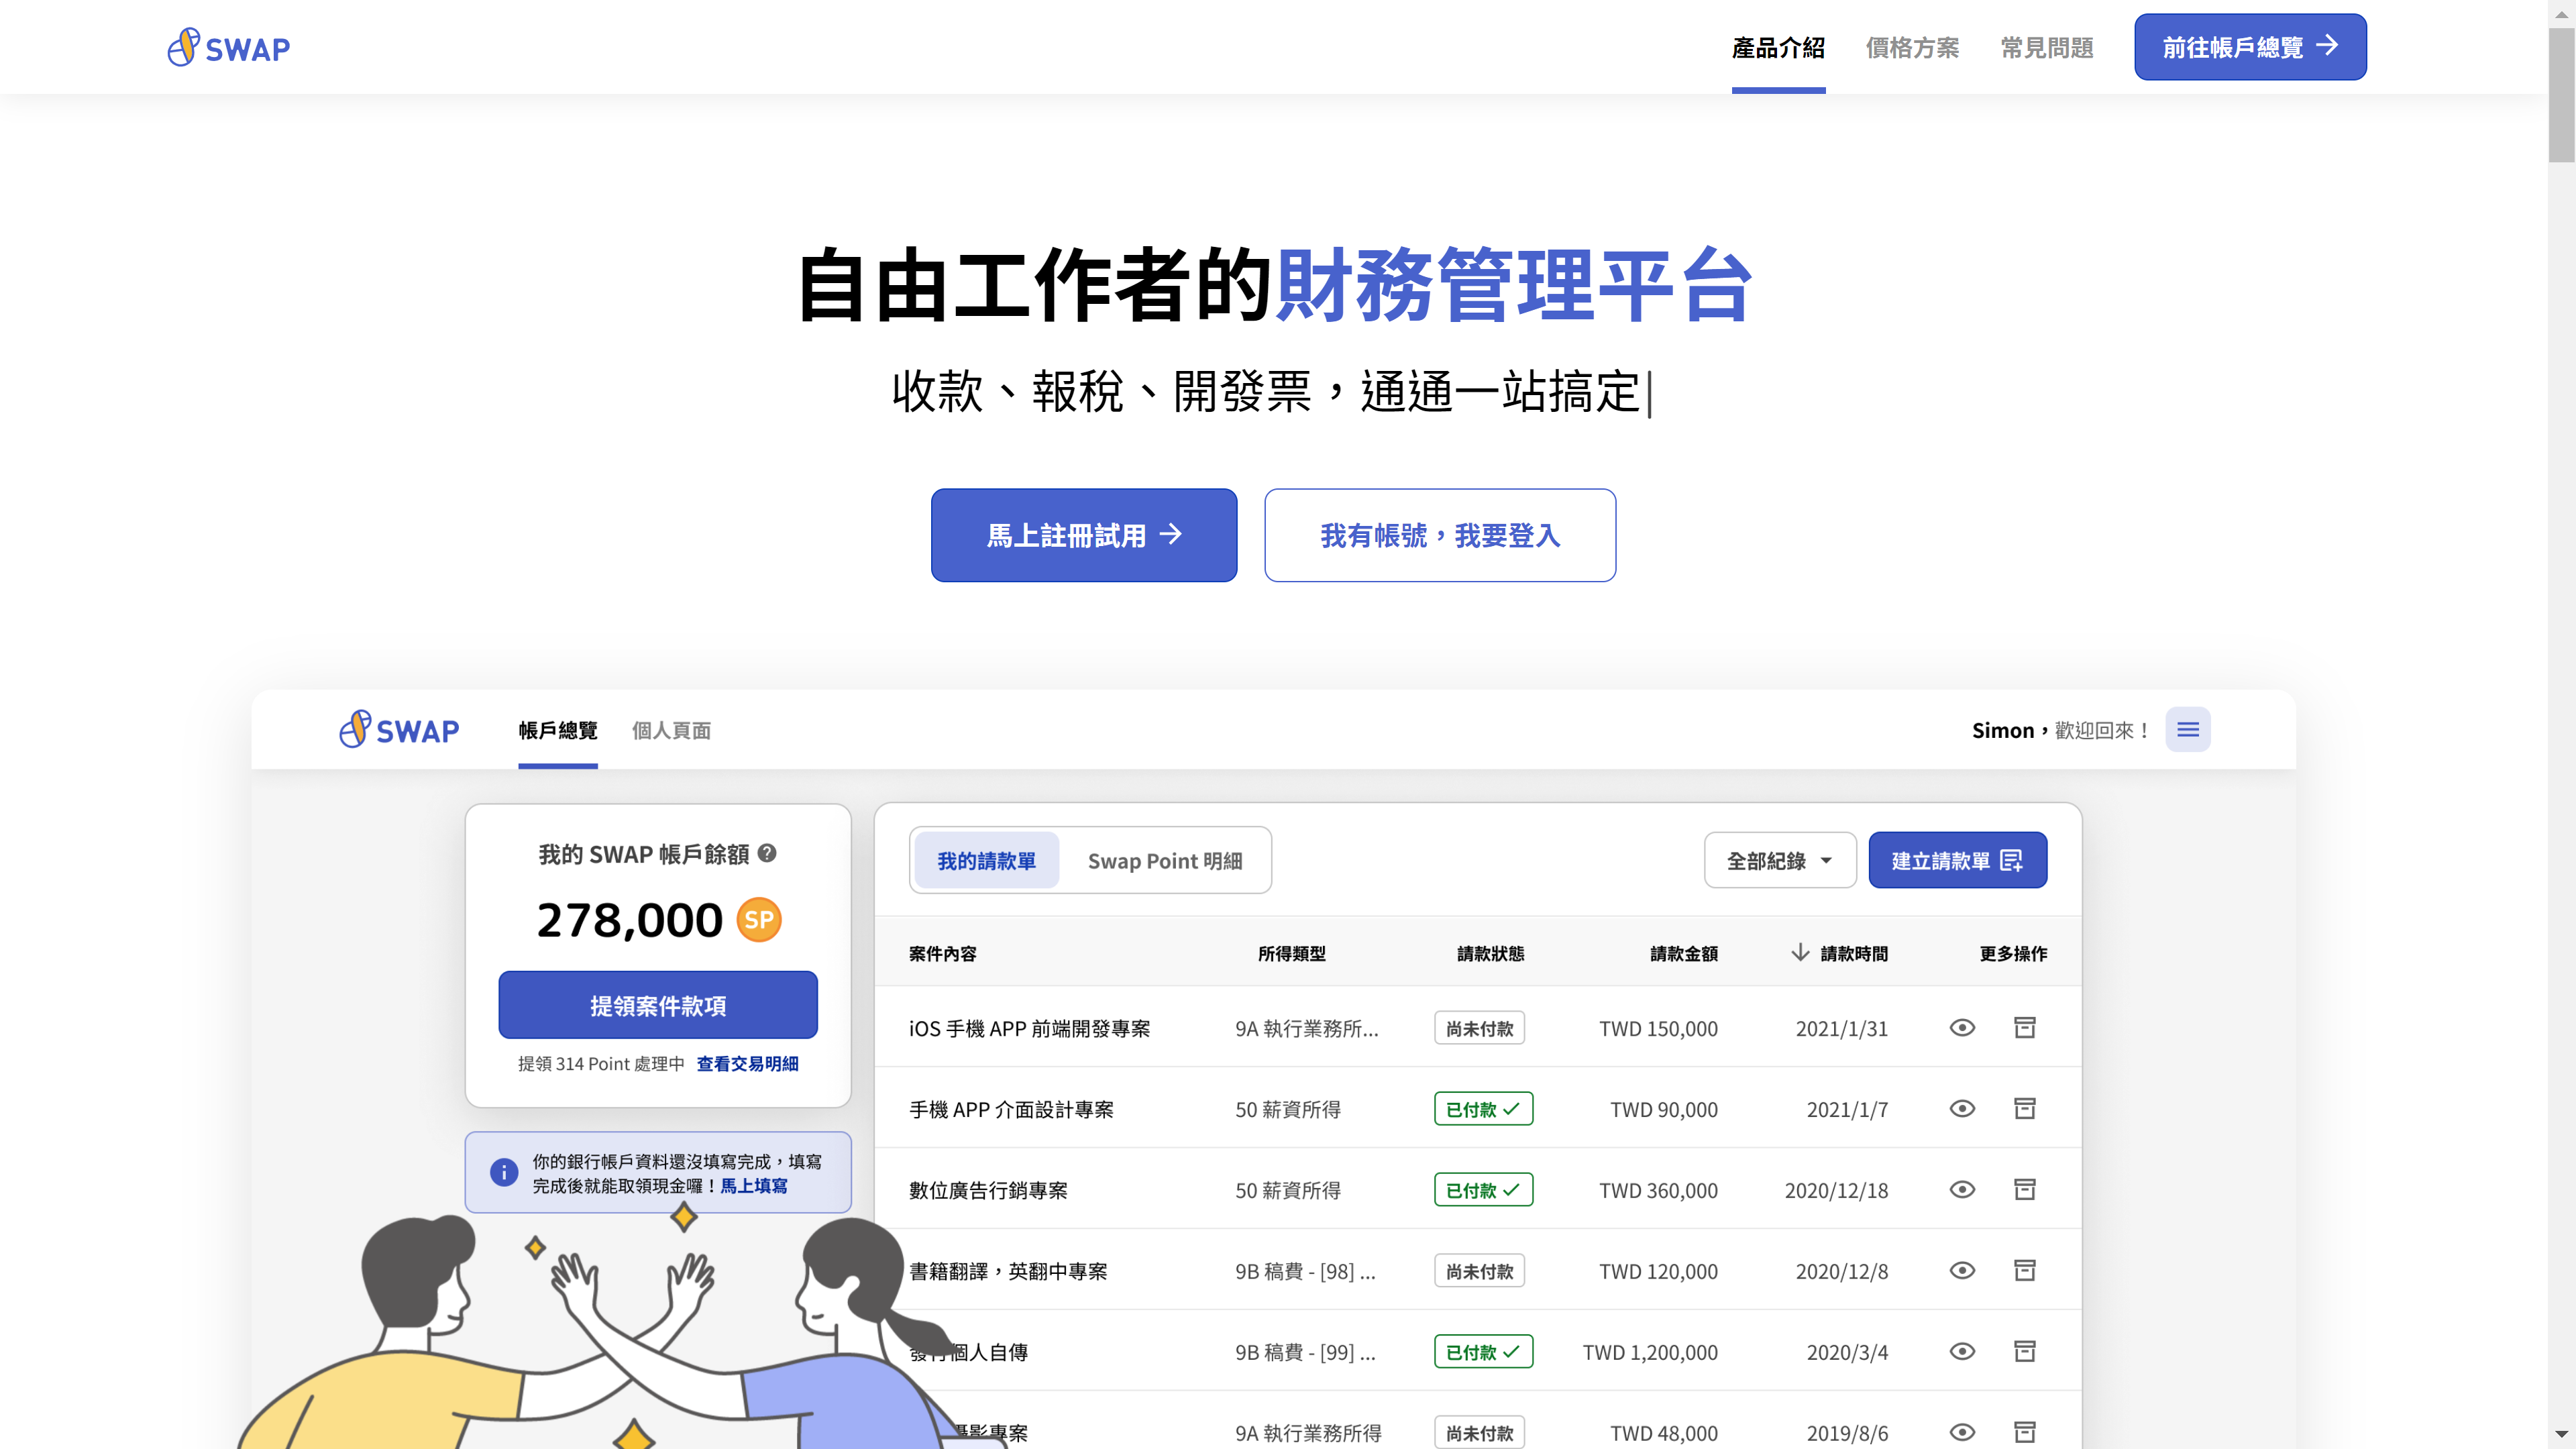 SWAP
產品介紹 價格方案 常見問題 前往帳戶總覽
自由工作者的財務管理平台
收款、報稅、開發票，通通一站搞定|
馬上註冊試用 我有帳號，我要登入
SWAP 帳戶總覽 個人頁面 Simon，歡迎回來！
我的 SWAP 帳戶餘額
278,000 SP
提領案件款項
提領 314 Point 處理中 查看交易明細
你的銀行帳戶資料還沒填寫完成，填寫
完成後就能取領現金囉！馬上填寫
我的請款單 Swap Point 明細 全部紀錄 建立請款單
案件內容 所得類型 請款狀態 請款金額 請款時間 更多操作
iOS 手機 APP 前端開發專案 9A 執行業務所... 尚未付款 TWD 150,000 2021/1/31
手機 APP 介面設計專案 50 薪資所得 已付款 TWD 90,000 2021/1/7
數位廣告行銷專案 50 薪資所得 已付款 TWD 360,000 2020/12/18
書籍翻譯，英翻中專案 9B 稿費 - [98] ... 尚未付款 TWD 120,000 2020/12/8
發行個人自傳 9B 稿費 - [99] ... 已付款 TWD 1,200,000 2020/3/4
攝影專案 9A 執行業務所得 尚未付款 TWD 48,000 2019/8/6